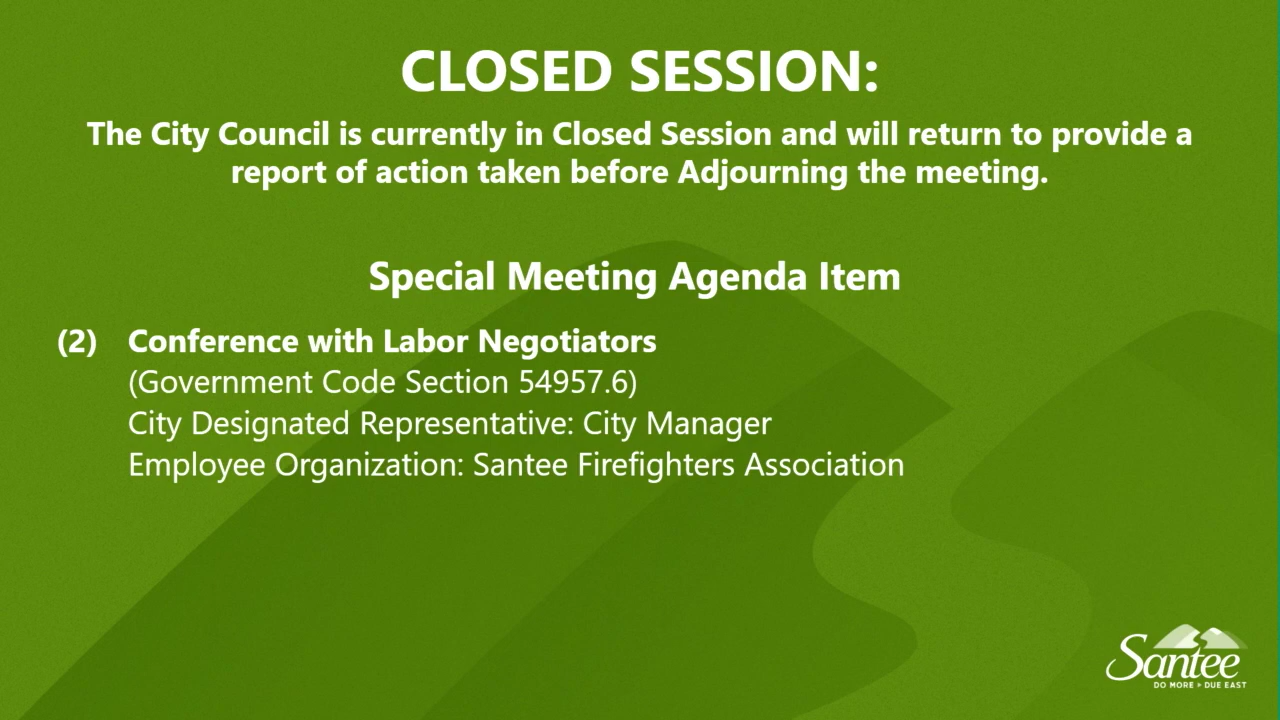 CLOSED SESSION:
The City Council is currently in Closed Session and will return to provide a
report of action taken before Adjourning the meeting.
Special Meeting Agenda Item
(2) Conference with Labor Negotiators
(Government Code Section 54957.6)
City Designated Representative: City Manager
Employee Organization: Santee Firefighters Association
Santee
DO MORE ▸ DUE EAST